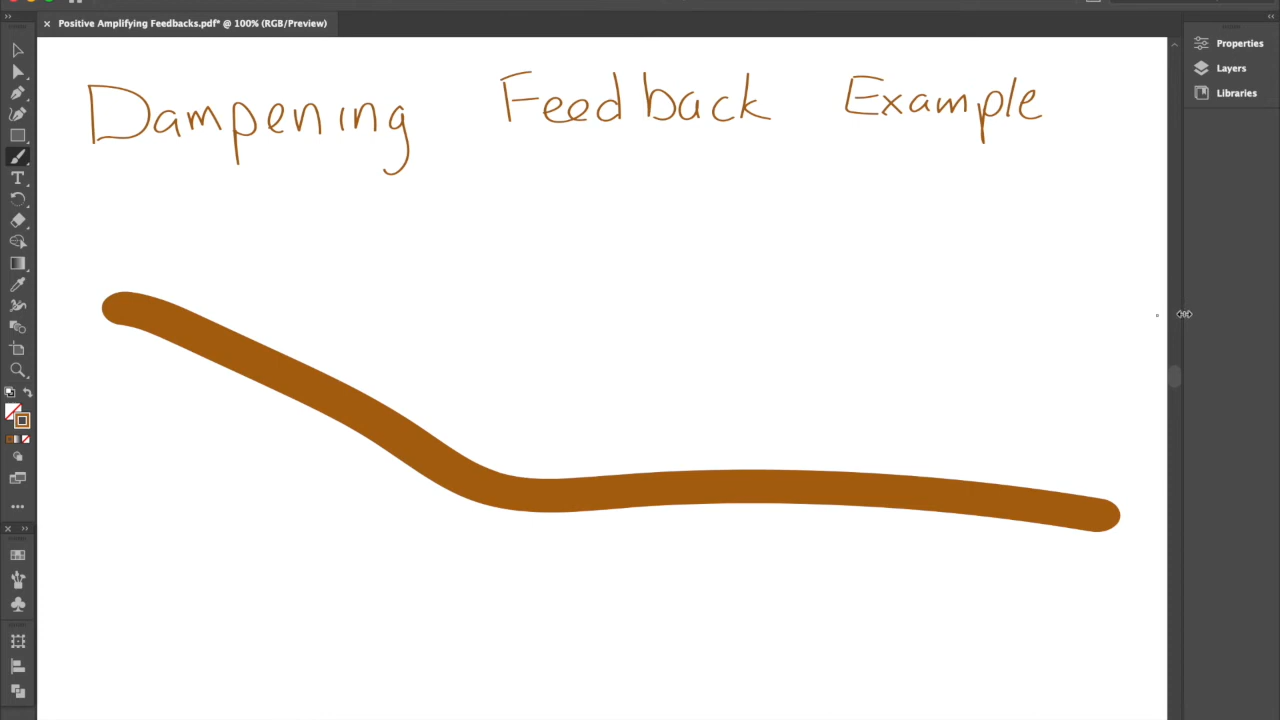 Positive Amplifying Feedbacks.pdf* @ 100% (RGB/Preview)
Properties
Layers
Libraries
Dampening Feedback Example